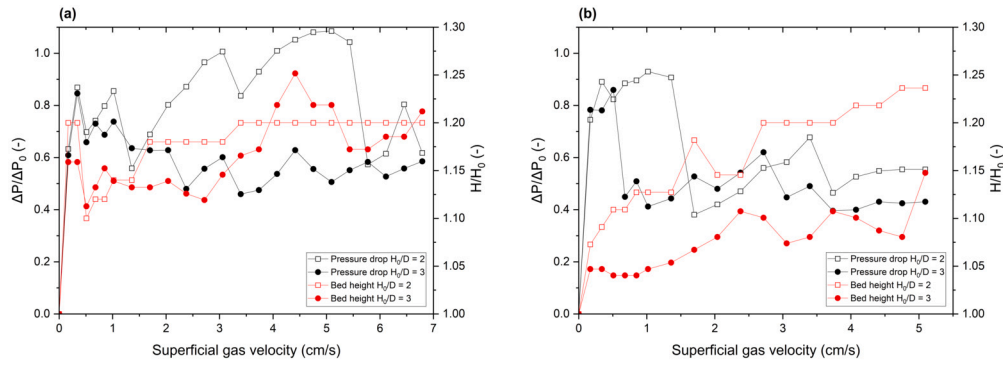 (a)
ΔP/ΔP₀ (-)
1.0
0.8
0.6
0.4
0.2
0.0
0 1 2 3 4 5 6 7
Superficial gas velocity (cm/s)
1.30
1.25
1.20
1.15
1.10
1.05
1.00
H/H₀ (-)
Pressure drop H₀/D = 2
Pressure drop H₀/D = 3
Bed height H₀/D = 2
Bed height H₀/D = 3
(b)
ΔP/ΔP₀ (-)
1.0
0.8
0.6
0.4
0.2
0.0
0 1 2 3 4 5
Superficial gas velocity (cm/s)
1.30
1.25
1.20
1.15
1.10
1.05
1.00
H/H₀ (-)
Pressure drop H₀/D = 2
Pressure drop H₀/D = 3
Bed height H₀/D = 2
Bed height H₀/D = 3